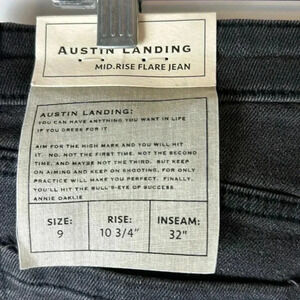 AUSTIN LANDING
MID.RISE FLARE JEAN
AUSTIN LANDING:
YOU CAN HAVE ANYTHING YOU WANT IN LIFE
IF YOU DRESS FOR IT
AIM FOR THE HIGH MARK AND YOU WILL HIT
IT. NO, NOT THE FIRST TIME, NOT THE SECOND
TIME, AND MAYBE NOT THE THIRD. BUT KEEP
ON AIMING AND KEEP ON SHOOTING, FOR ONLY
PRACTICE WILL MAKE YOU PERFECT. FINALLY,
YOU'LL HIT THE BULL'S-EYE OF SUCCESS
ANNIE OAKLIE
SIZE:
9
RISE:
10 3/4"
INSEAM:
32"